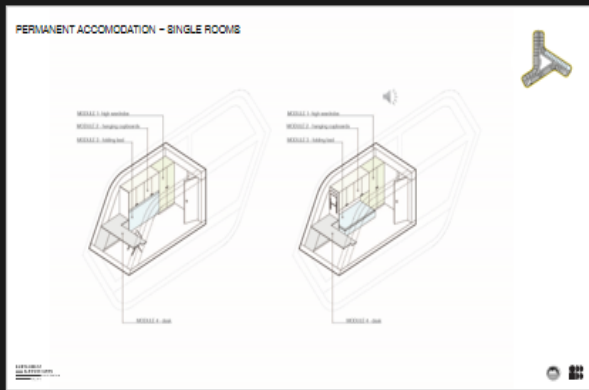 PERMANENT ACCOMODATION – SINGLE ROOMS
MODULE 1 - high wardrobe
MODULE 2 - hanging cupboards
MODULE 3 - folding bed
MODULE 4 - desk
MODULE 1 - high wardrobe
MODULE 2 - hanging cupboards
MODULE 3 - folding bed
MODULE 4 - desk